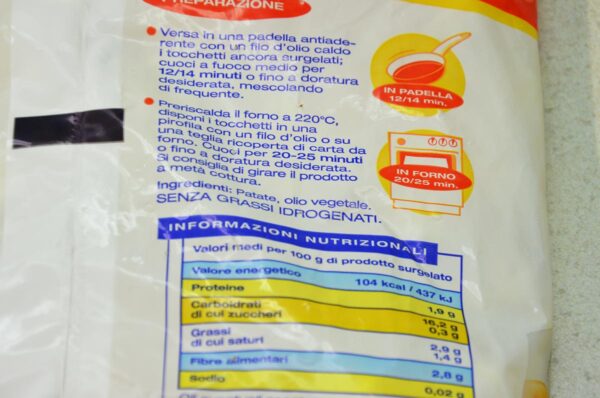 PREPARAZIONE
• Versa in una padella antiade-
rente con un filo d'olio caldo
i tocchetti ancora surgelati;
cuoci a fuoco medio per
12/14 minuti o fino a doratura
desiderata, mescolando
di frequente.
IN PADELLA
12/14 min.
• Preriscalda il forno a 220°C,
disponi i tocchetti in una
pirofila con un filo d'olio o su
una teglia ricoperta di carta da
forno. Cuoci per 20-25 minuti
o fino a doratura desiderata.
Si consiglia di girare il prodotto
a metà cottura.
IN FORNO
20/25 min.
Ingredienti: Patate, olio vegetale.
SENZA GRASSI IDROGENATI.
INFORMAZIONI NUTRIZIONALI
Valori medi per 100 g di prodotto surgelato
Valore energetico 104 kcal / 437 kJ
Proteine 1,9 g
Carboidrati 16,2 g
di cui zuccheri 0,3 g
Grassi 2,9 g
di cui saturi 1,4 g
Fibre alimentari 2,8 g
Sodio 0,02 g